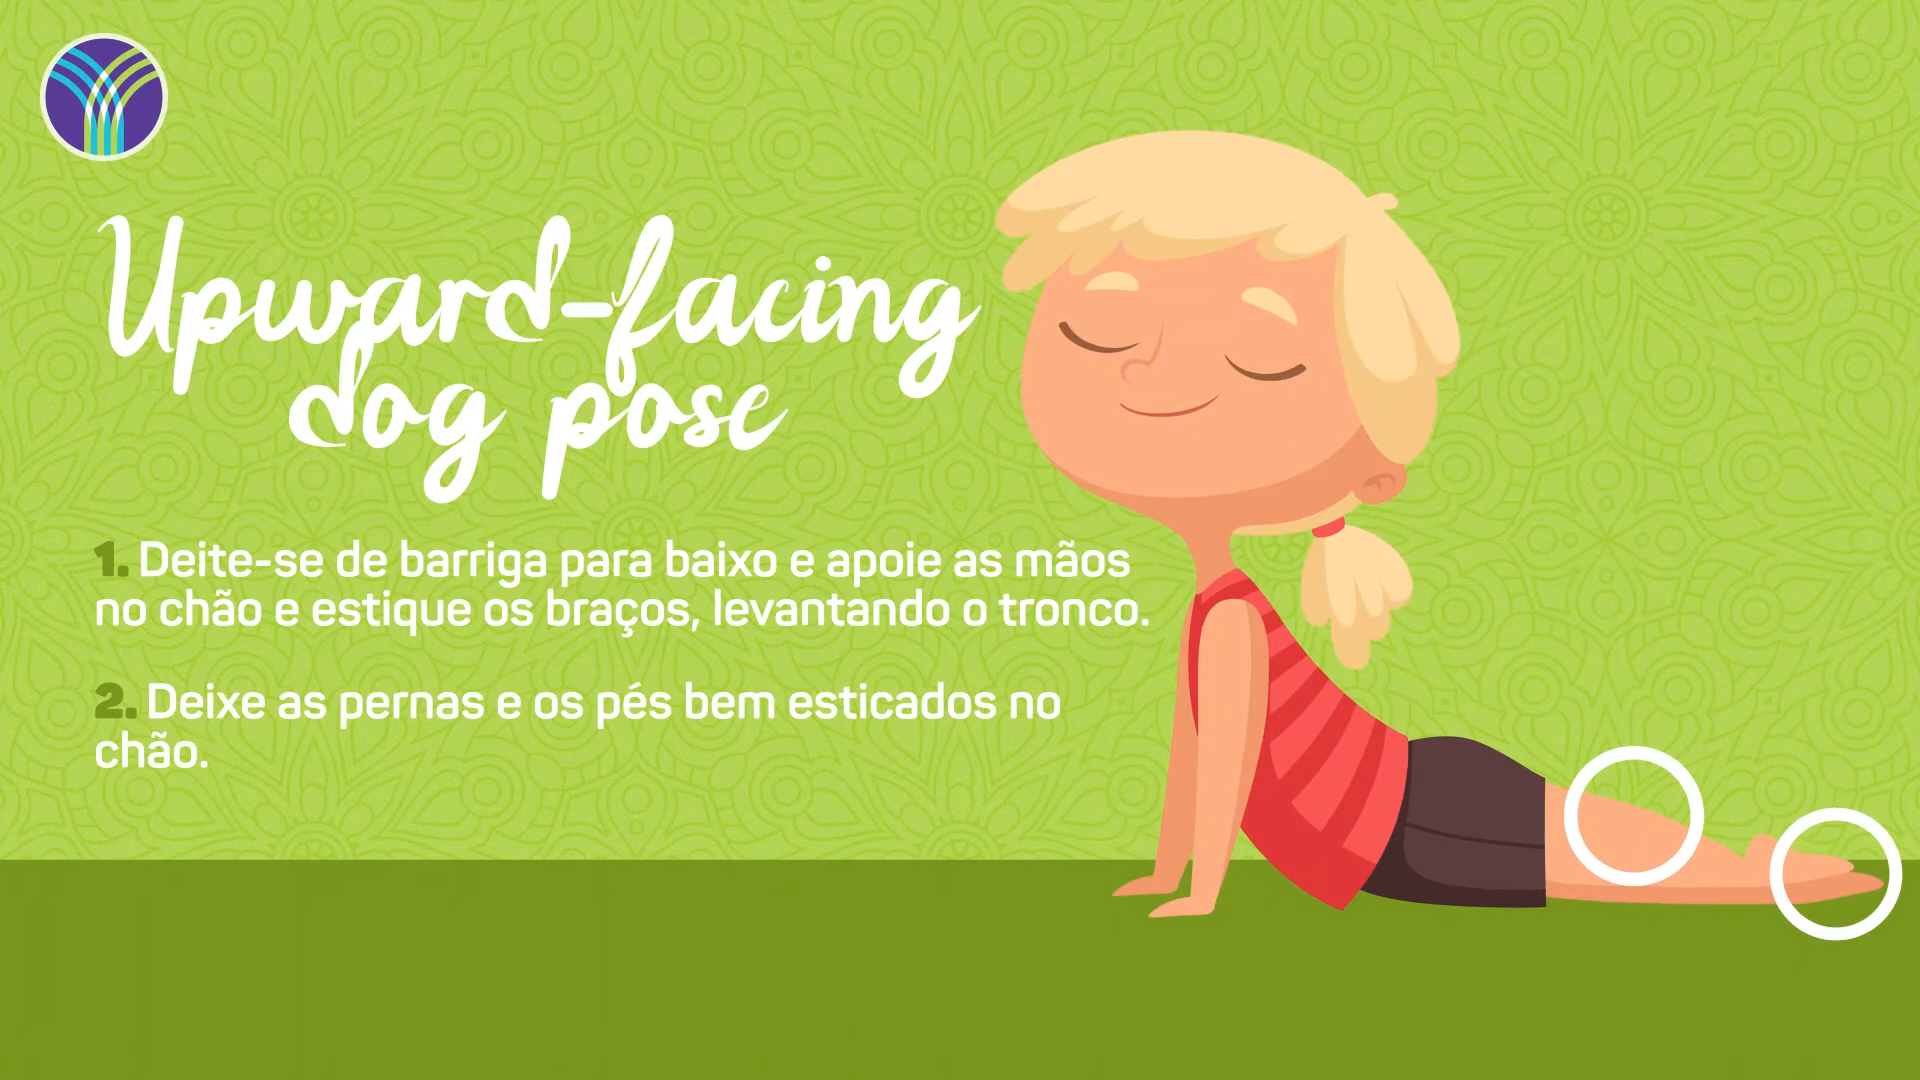 Upward-facing
dog pose
1. Deite-se de barriga para baixo e apoie as mãos
no chão e estique os braços, levantando o tronco.
2. Deixe as pernas e os pés bem esticados no
chão.